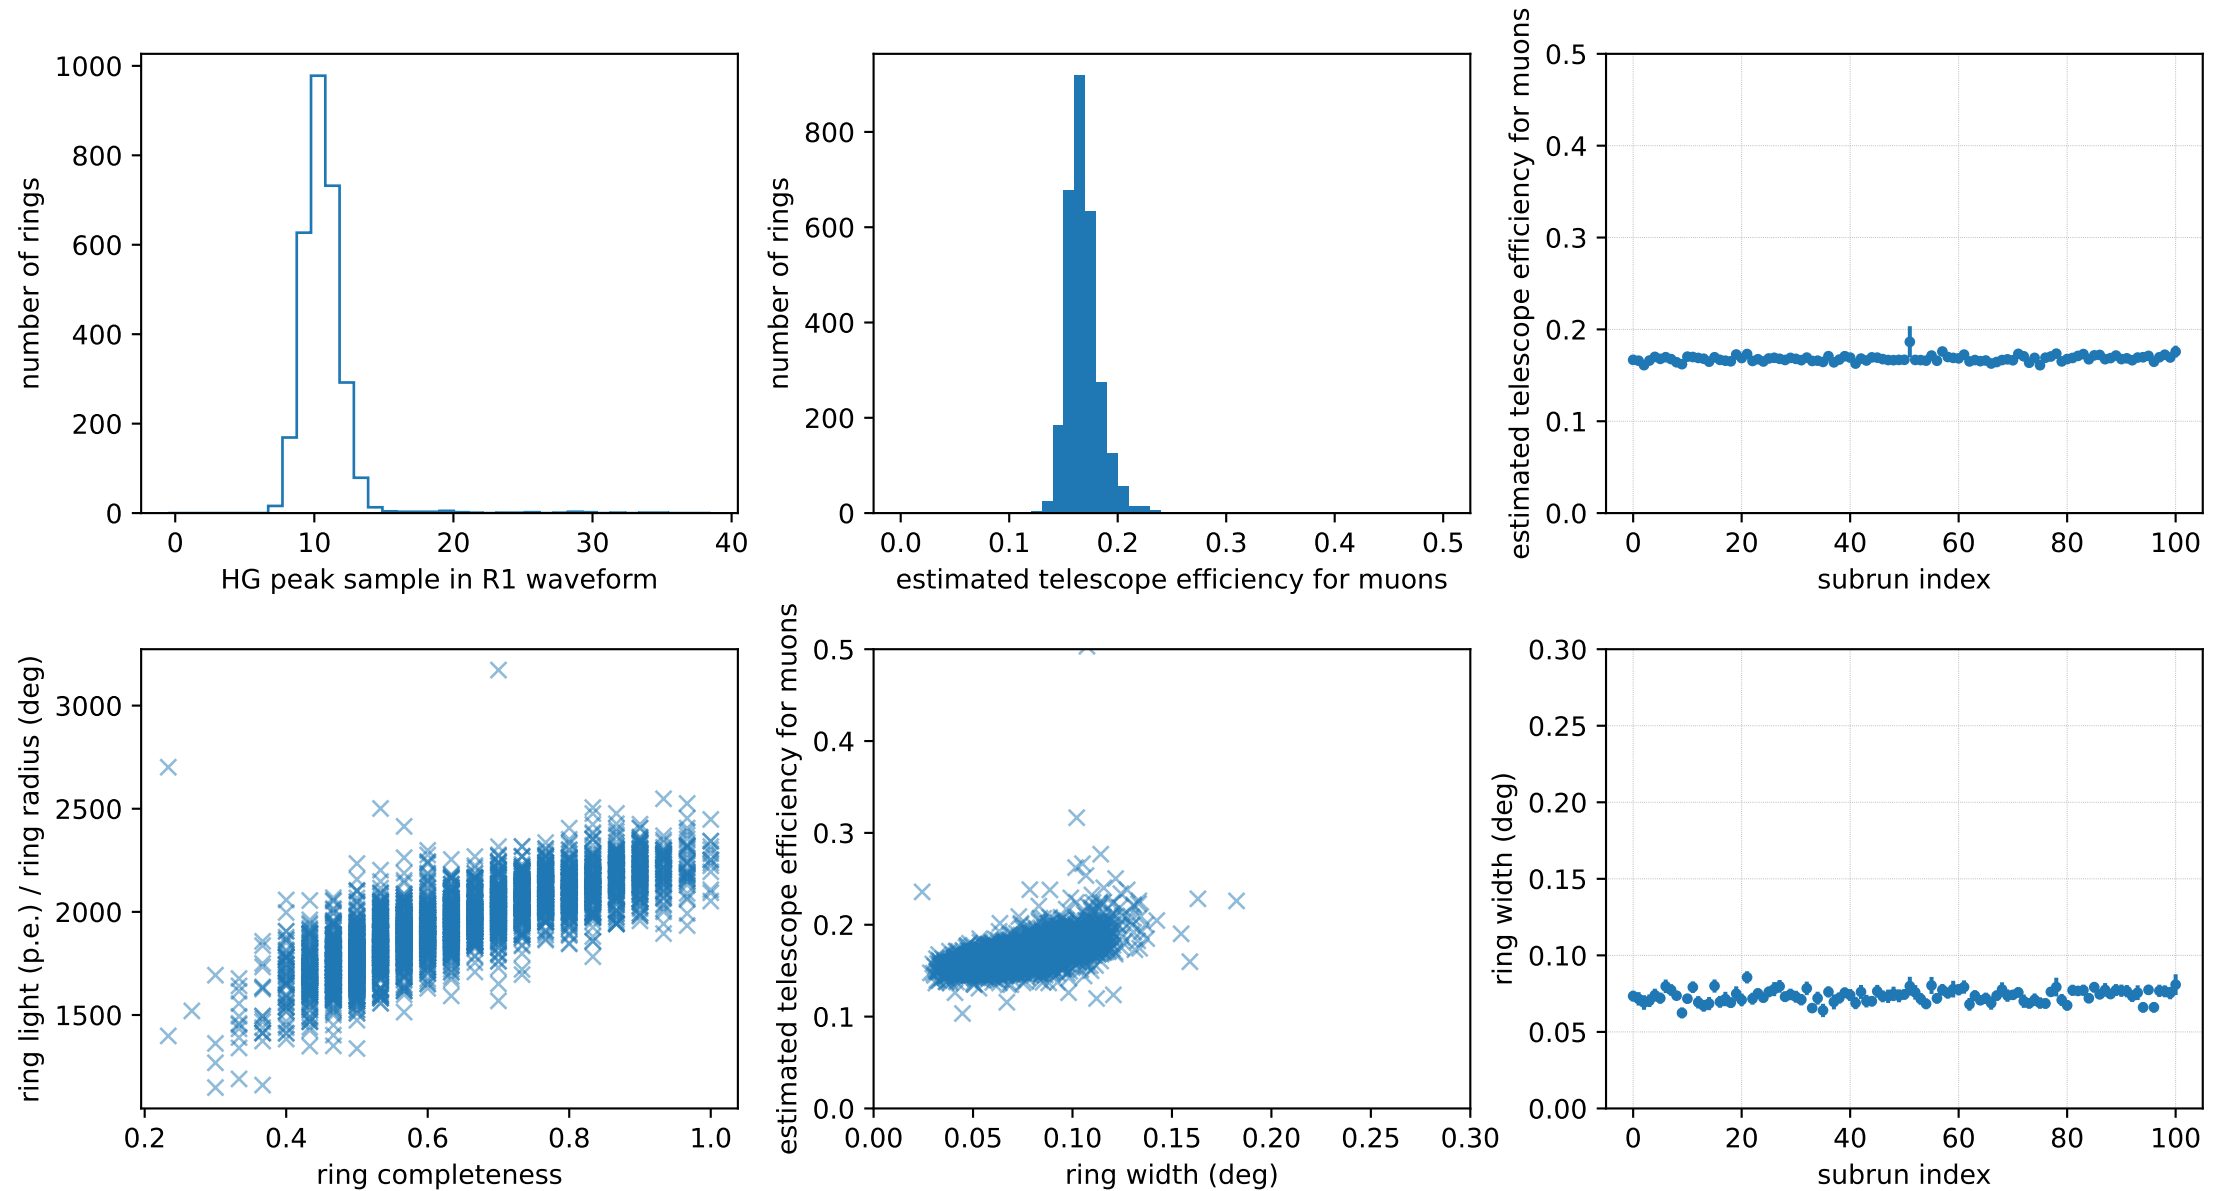 1000
800
600
400
200
0
number of rings
0 10 20 30 40
HG peak sample in R1 waveform
800
600
400
200
0
number of rings
0.0 0.1 0.2 0.3 0.4 0.5
estimated telescope efficiency for muons
0.5
0.4
0.3
0.2
0.1
0.0
estimated telescope efficiency for muons
0 20 40 60 80 100
subrun index
3000
2500
2000
1500
ring light (p.e.) / ring radius (deg)
0.2 0.4 0.6 0.8 1.0
ring completeness
0.5
0.4
0.3
0.2
0.1
0.0
estimated telescope efficiency for muons
0.00 0.05 0.10 0.15 0.20 0.25 0.30
ring width (deg)
0.30
0.25
0.20
0.15
0.10
0.05
0.00
ring width (deg)
0 20 40 60 80 100
subrun index